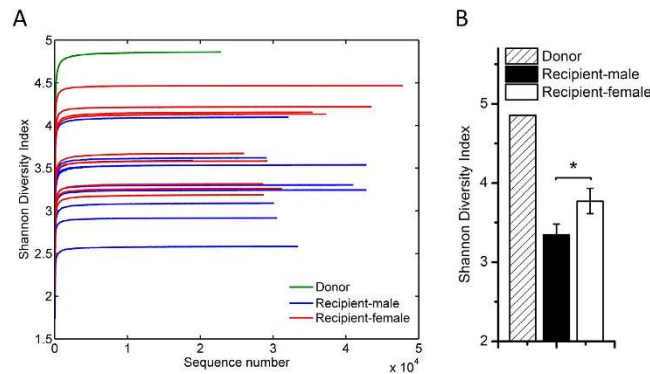 A
Shannon Diversity Index
5
4.5
4
3.5
3
2.5
2
1.5
0
1
2
3
4
5
x 10⁴
Sequence number
Donor
Recipient-male
Recipient-female
B
Donor
Recipient-male
Recipient-female
Shannon Diversity Index
5
4
3
2
*